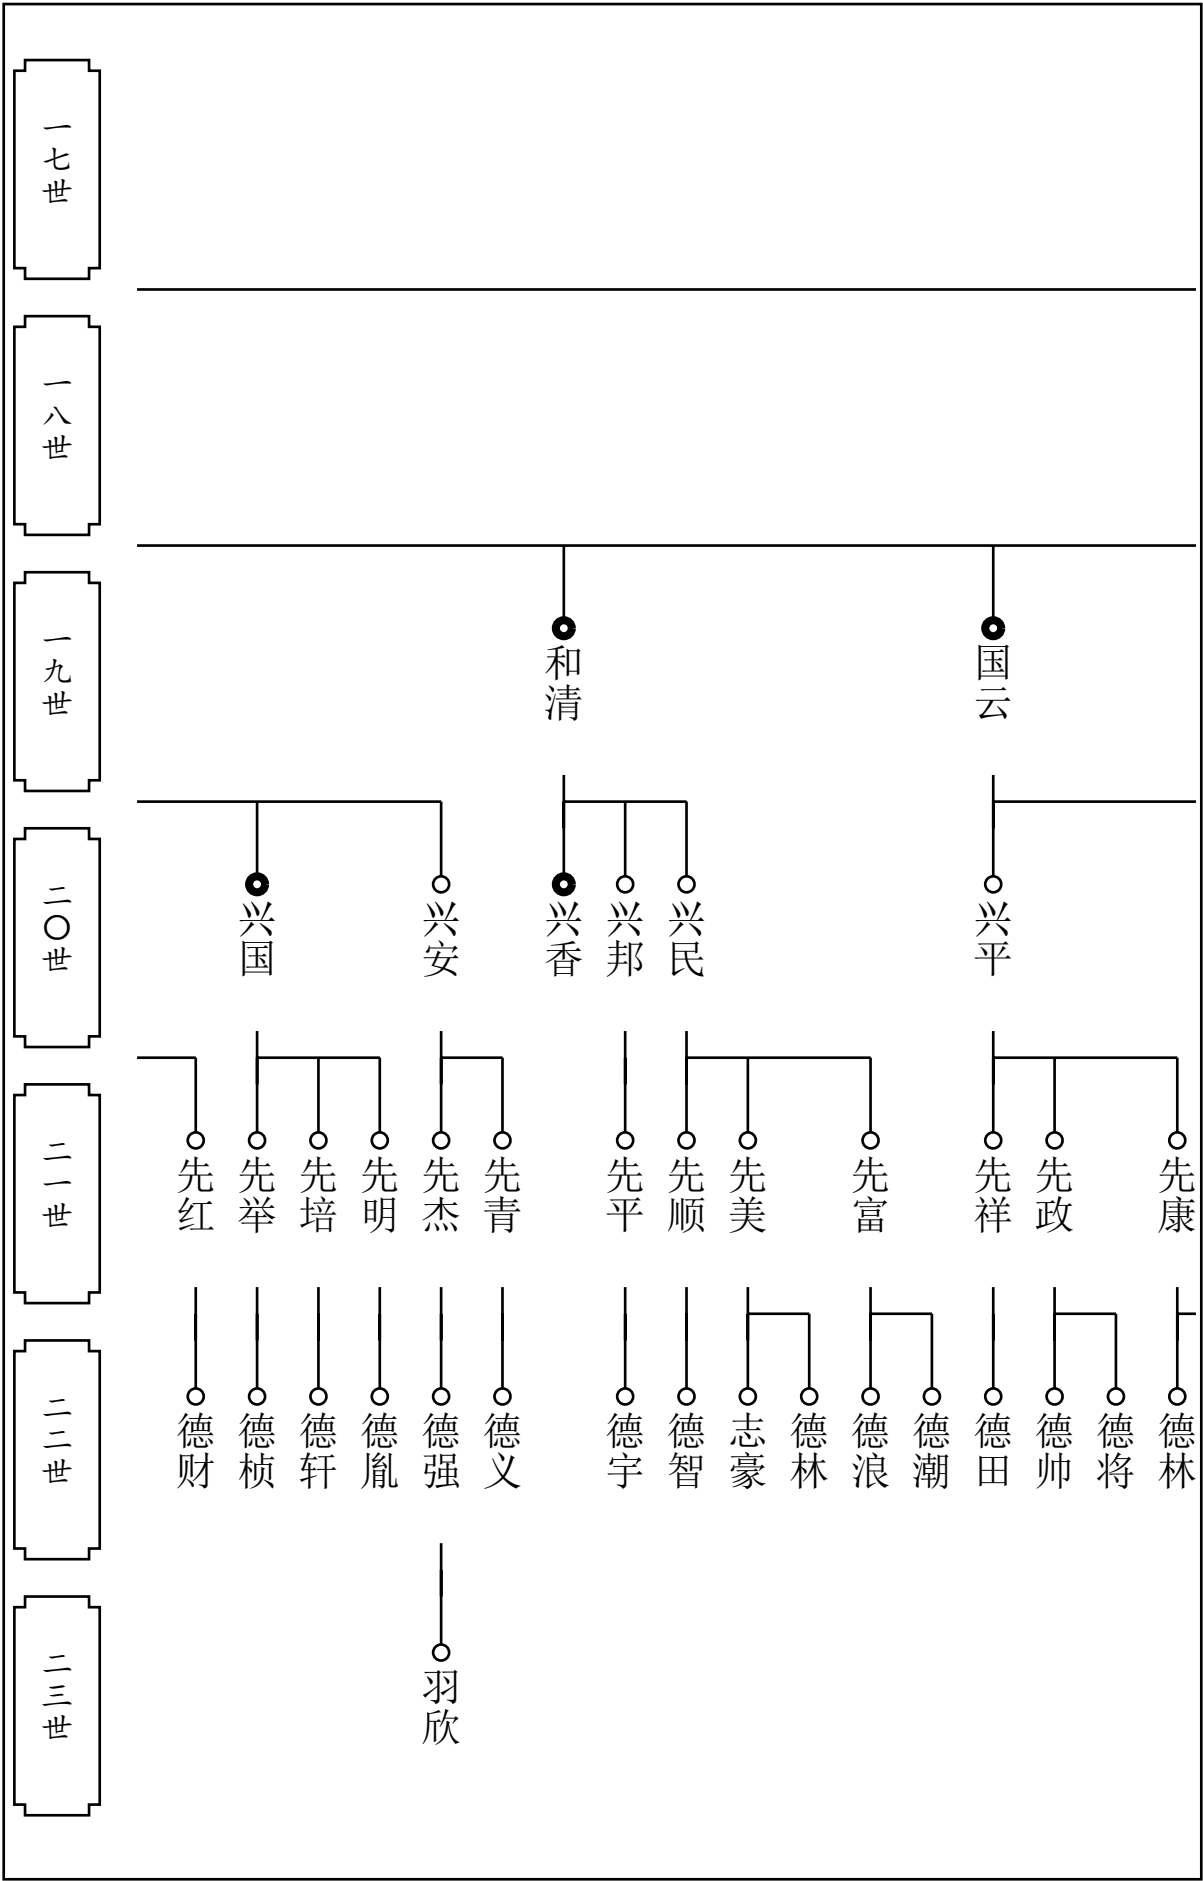 一七世
一八世
一九世
和清
国云
二〇世
兴国
兴安
兴香
兴邦
兴民
兴平
二一世
先红
先举
先培
先明
先杰
先青
先平
先顺
先美
先富
先祥
先政
先康
二二世
德财
德桢
德轩
德胤
德强
德义
德宇
德智
志豪
德林
德浪
德潮
德田
德帅
德将
德林
二三世
羽欣